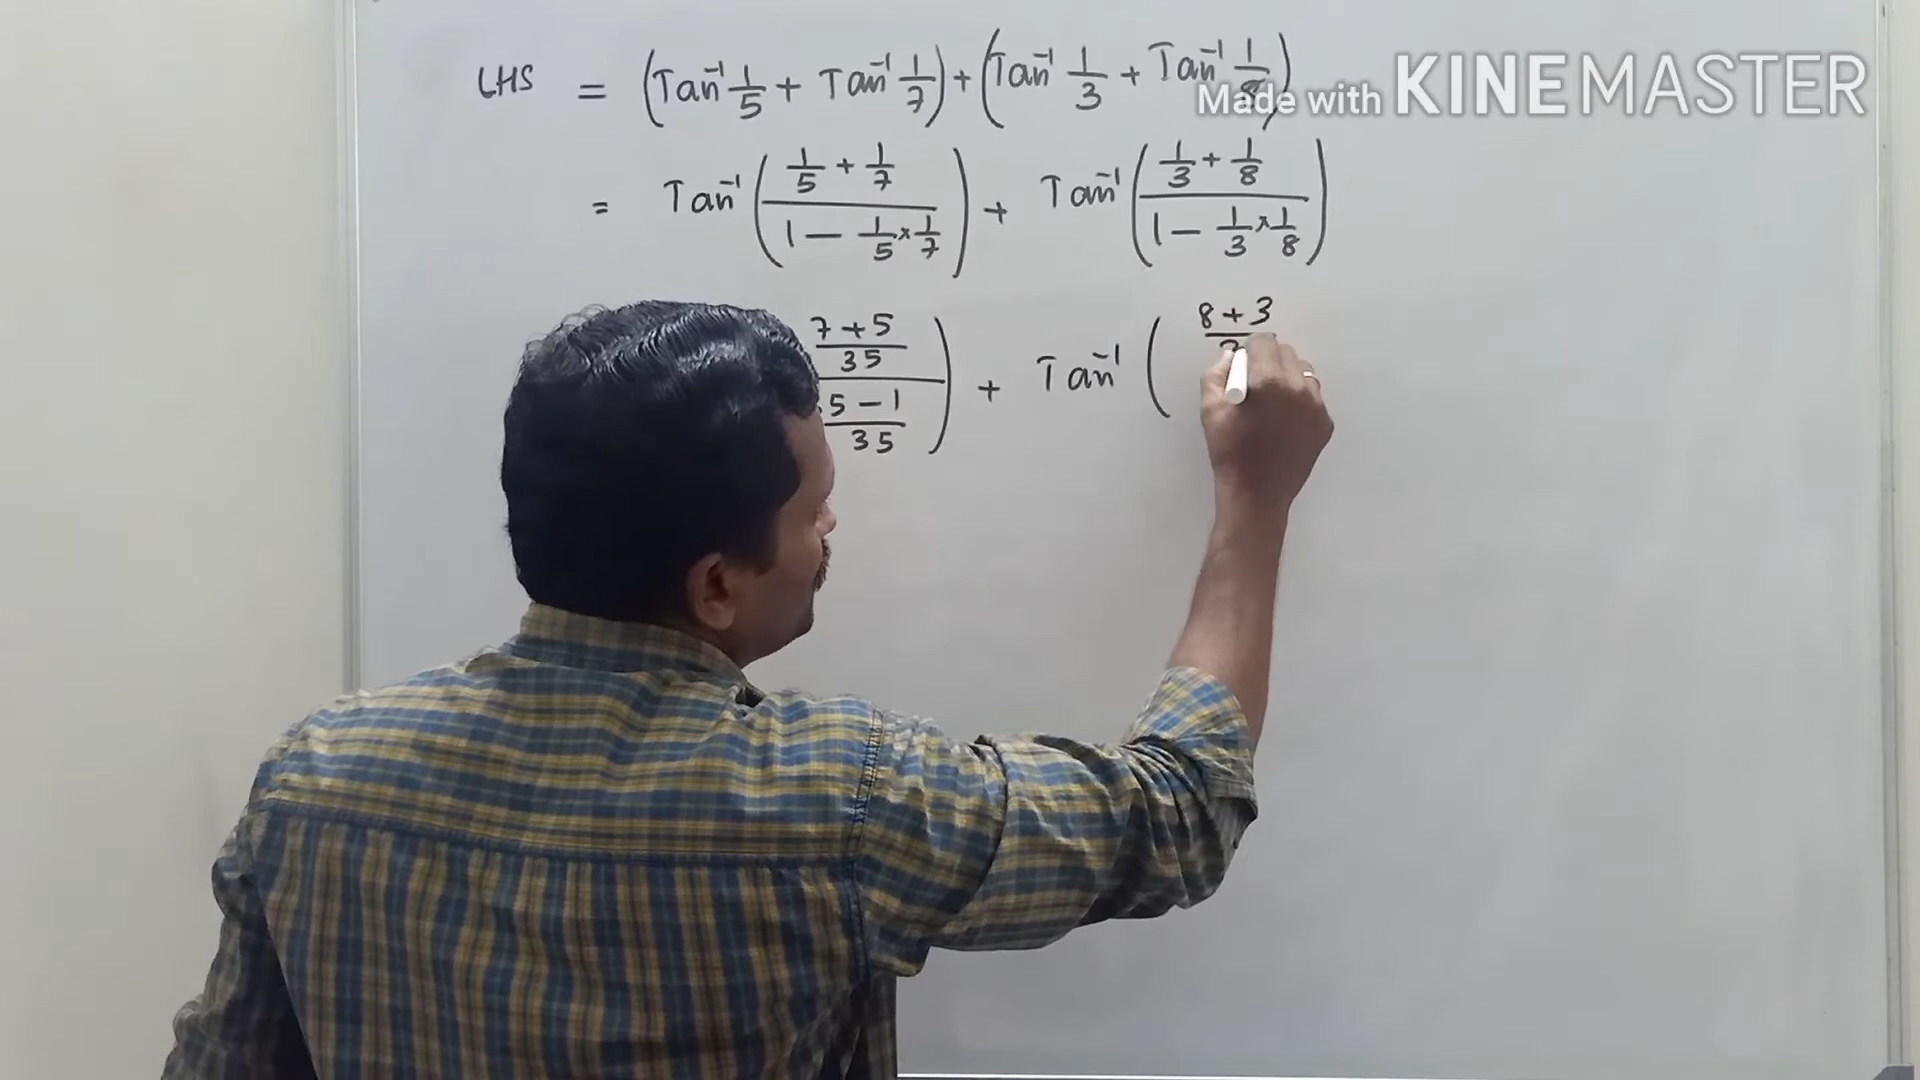 LHS = (Tan⁻¹ 1/5 + Tan⁻¹ 1/7) + (Tan⁻¹ 1/3 + Tan⁻¹ 1/8)
Made with KINEMASTER
= Tan⁻¹ ((1/5 + 1/7)/(1 − 1/5 × 1/7)) + Tan⁻¹ ((1/3 + 1/8)/(1 − 1/3 × 1/8))
((7 + 5)/35)/((5 − 1)/35)) + Tan⁻¹ ( (8 + 3)/